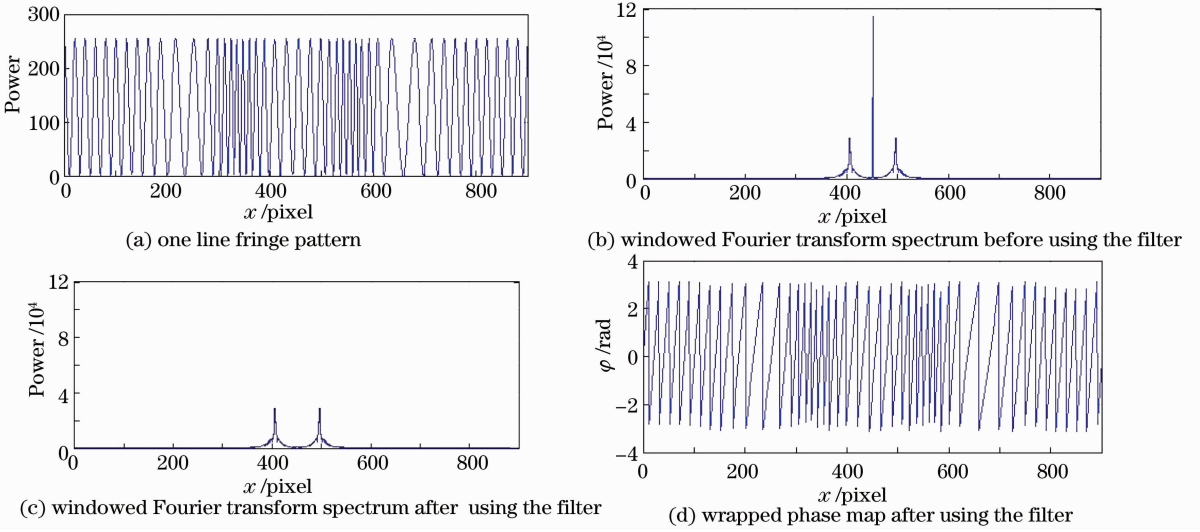 300
200
100
0
Power
0 200 400 600 800
x /pixel
(a) one line fringe pattern
12
8
4
0
Power /10⁴
0 200 400 600 800
x /pixel
(b) windowed Fourier transform spectrum before using the filter
12
8
4
0
Power /10⁴
0 200 400 600 800
x /pixel
(c) windowed Fourier transform spectrum after using the filter
4
2
0
−2
−4
φ /rad
0 200 400 600 800
x /pixel
(d) wrapped phase map after using the filter